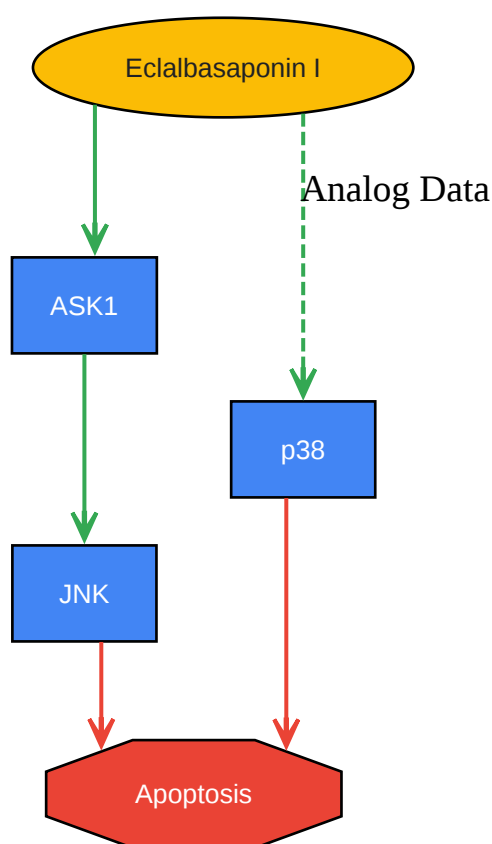 Eclalbasaponin I
Analog Data
ASK1
p38
JNK
Apoptosis